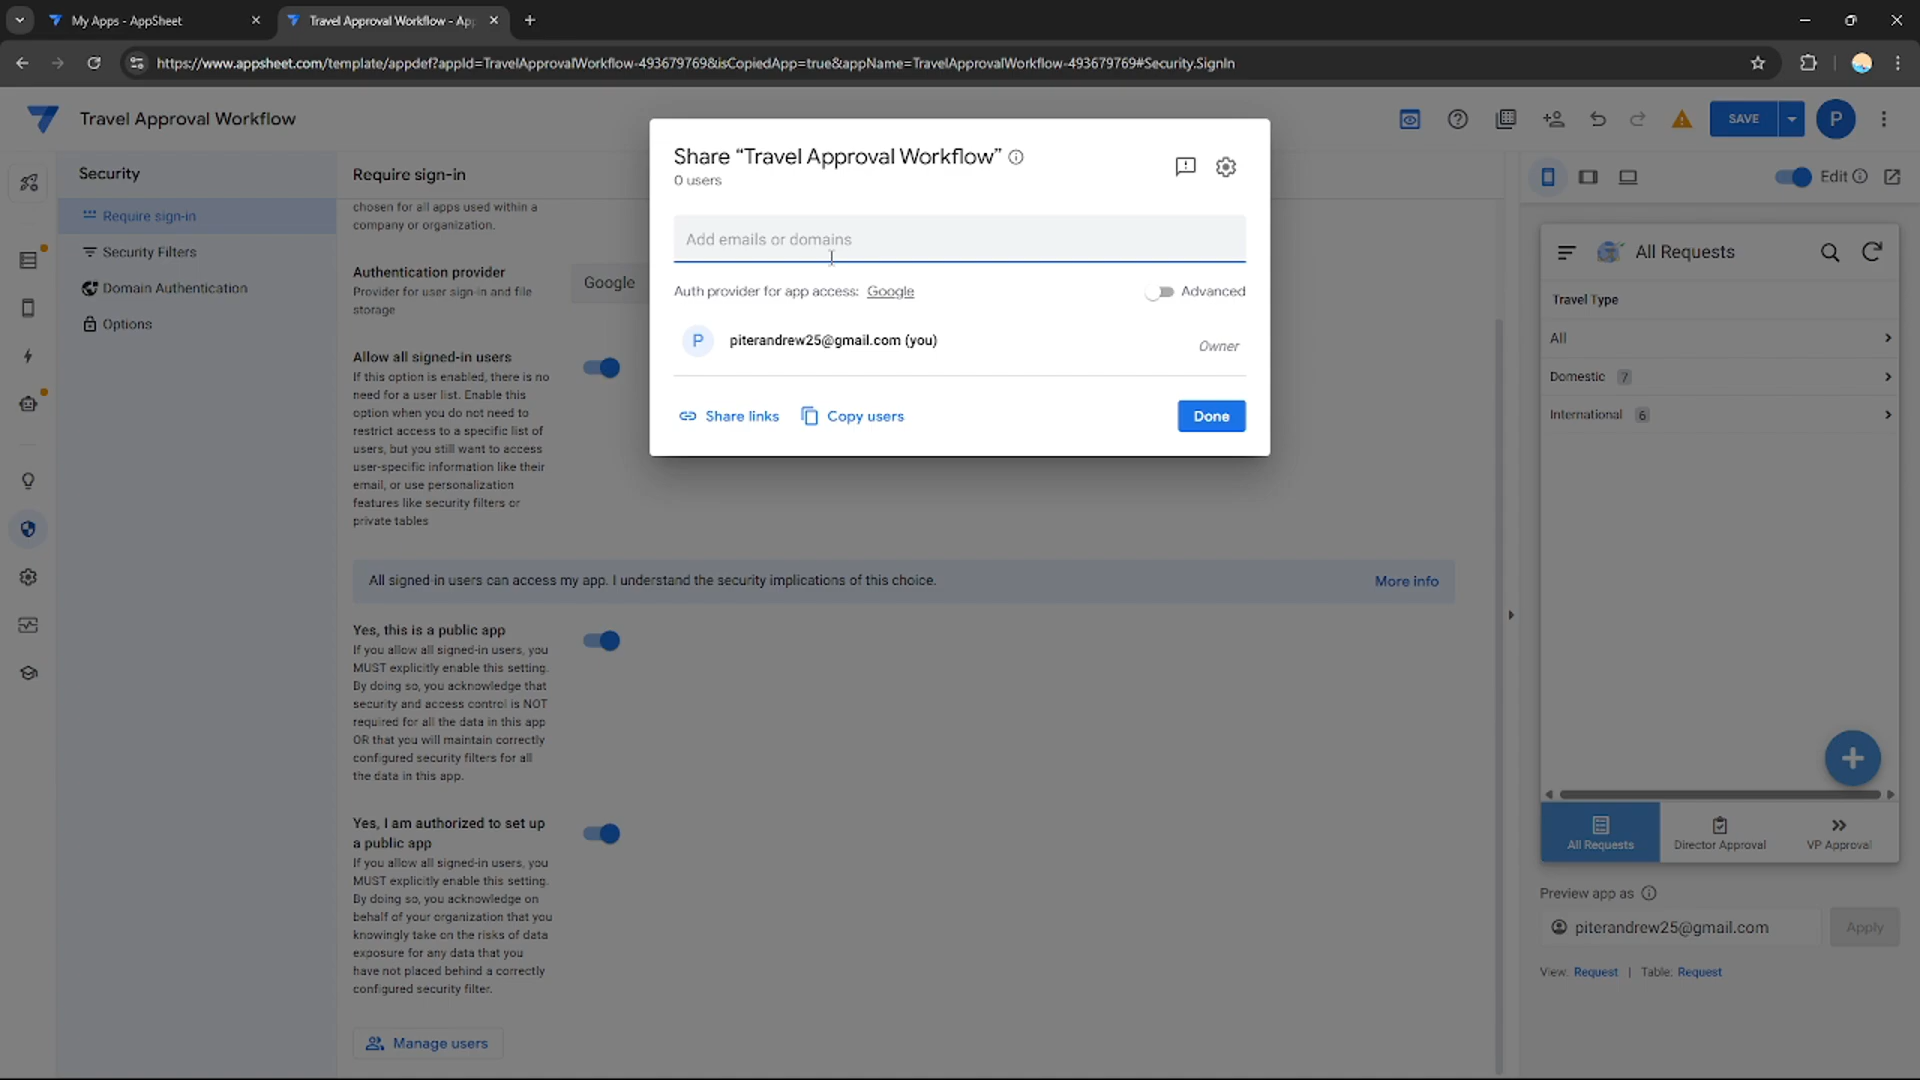 My Apps - AppSheet
Travel Approval Workflow - App
https://www.appsheet.com/template/appdef?appId=TravelApprovalWorkflow-493679769&isCopiedApp=true&appName=TravelApprovalWorkflow-493679769#Security.SignIn
Travel Approval Workflow
SAVE
P
Security
Require sign-in
Security Filters
Domain Authentication
Options
Require sign-in
chosen for all apps used within a
company or organization.
Authentication provider
Provider for user sign-in and file
storage
Google
Allow all signed-in users
If this option is enabled, there is no
need for a user list. Enable this
option when you do not need to
restrict access to a specific list of
users, but you still want to access
user-specific information like their
email, or use personalization
features like security filters or
private tables
All signed-in users can access my app. I understand the security implications of this choice.
More info
Yes, this is a public app
If you allow all signed-in users, you
MUST explicitly enable this setting.
By doing so, you acknowledge that
security and access control is NOT
required for all the data in this app
OR that you will maintain correctly
configured security filters for all
the data in this app.
Yes, I am authorized to set up
a public app
If you allow all signed-in users, you
MUST explicitly enable this setting.
By doing so, you acknowledge on
behalf of your organization that you
knowingly take on the risks of data
exposure for any data that you
have not placed behind a correctly
configured security filter.
Manage users
Share “Travel Approval Workflow”
0 users
Add emails or domains
Auth provider for app access: Google
Advanced
P
piterandrew25@gmail.com (you)
Owner
Share links
Copy users
Done
Edit
All Requests
Travel Type
All
Domestic 7
International 6
All Requests
Director Approval
VP Approval
Preview app as
piterandrew25@gmail.com
Apply
View: Request | Table: Request